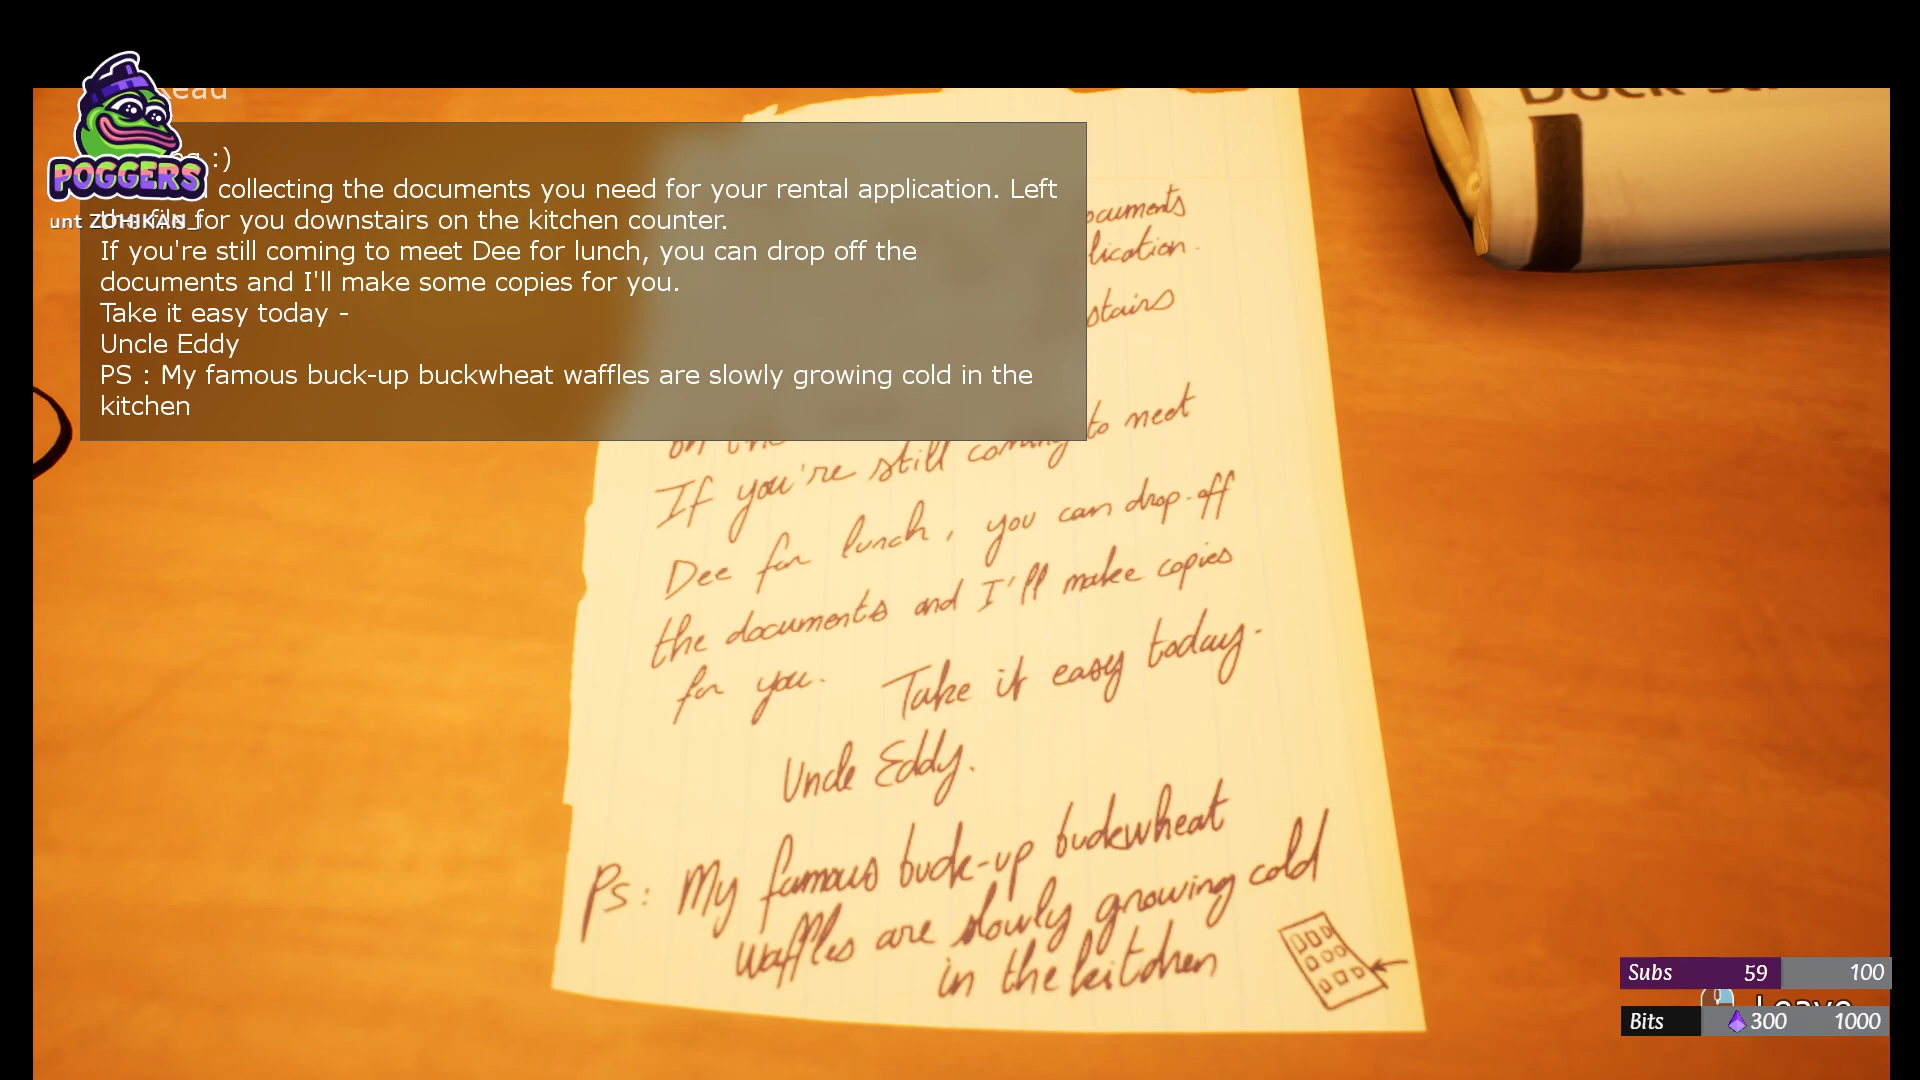 POGGERS
:)
collecting the documents you need for your rental application. Left
for you downstairs on the kitchen counter.
If you're still coming to meet Dee for lunch, you can drop off the
documents and I'll make some copies for you.
Take it easy today -
Uncle Eddy
PS : My famous buck-up buckwheat waffles are slowly growing cold in the
kitchen
If you're still coming to meet
Dee for lunch, you can drop-off
the documents and I'll make copies
for you. Take it easy today-
Uncle Eddy.
Ps: My famous buck-up buckwheat
waffles are slowly growing cold
in the kitchen
Subs 59 100
Leave
Bits 300 1000